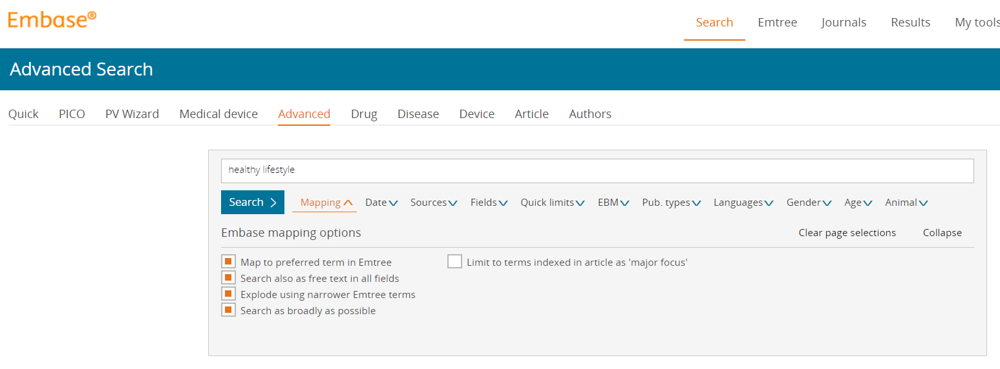 Embase®
Search Emtree Journals Results My tools
Advanced Search
Quick PICO PV Wizard Medical device Advanced Drug Disease Device Article Authors
healthy lifestyle
Search Mapping Date Sources Fields Quick limits EBM Pub. types Languages Gender Age Animal
Embase mapping options Clear page selections Collapse
Map to preferred term in Emtree Limit to terms indexed in article as 'major focus'
Search also as free text in all fields
Explode using narrower Emtree terms
Search as broadly as possible